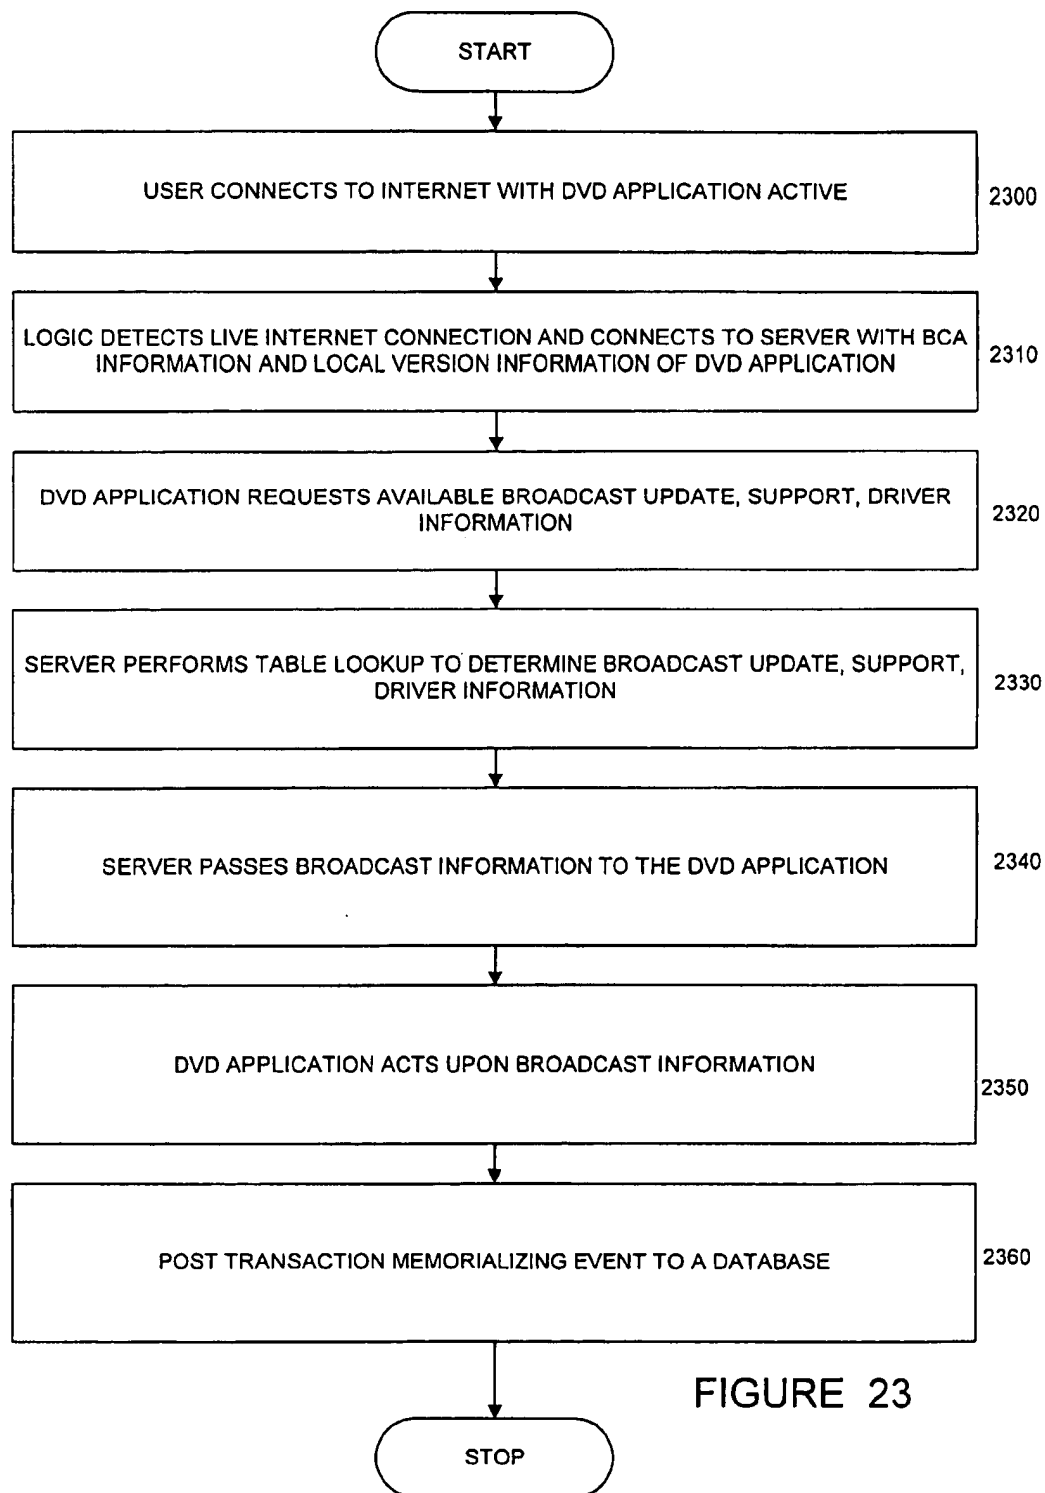 START
USER CONNECTS TO INTERNET WITH DVD APPLICATION ACTIVE
2300
LOGIC DETECTS LIVE INTERNET CONNECTION AND CONNECTS TO SERVER WITH BCA
INFORMATION AND LOCAL VERSION INFORMATION OF DVD APPLICATION
2310
DVD APPLICATION REQUESTS AVAILABLE BROADCAST UPDATE, SUPPORT, DRIVER
INFORMATION
2320
SERVER PERFORMS TABLE LOOKUP TO DETERMINE BROADCAST UPDATE, SUPPORT,
DRIVER INFORMATION
2330
SERVER PASSES BROADCAST INFORMATION TO THE DVD APPLICATION
2340
DVD APPLICATION ACTS UPON BROADCAST INFORMATION
2350
POST TRANSACTION MEMORIALIZING EVENT TO A DATABASE
2360
FIGURE 23
STOP